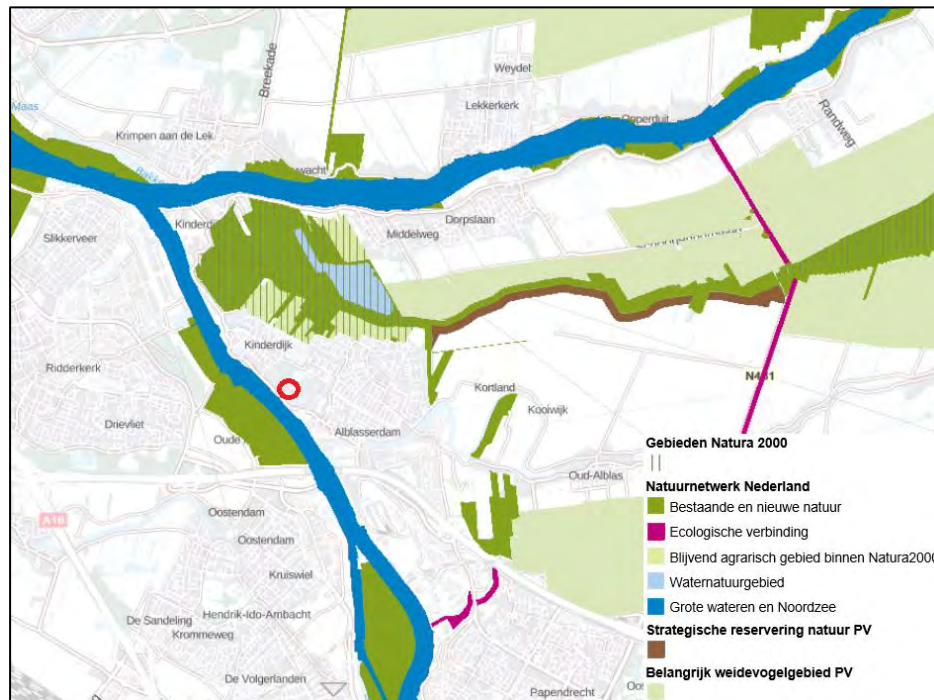 Breekade
Weydet
Maas
Lekkerkerk
Krimpen aan de Lek
Opperduit
Randweg
wacht
Kinderdij
Dorpslaan
Slikkerveer
Middelweg
Kinderdijk
Ridderkerk
N481
Kortland
Kooiwijk
Drievliet
Oude
Alblasserdam
Gebieden Natura 2000
Oud-Alblas
Natuurnetwerk Nederland
Bestaande en nieuwe natuur
A16
Oostendam
Ecologische verbinding
Oostendam
Blijvend agrarisch gebied binnen Natura2000
Kruiswiel
Waternatuurgebied
Grote wateren en Noordzee
De Sandeling
Hendrik-Ido-Ambacht
Krommeweg
Strategische reservering natuur PV
De Volgerlanden
Belangrijk weidevogelgebied PV
Papendrecht